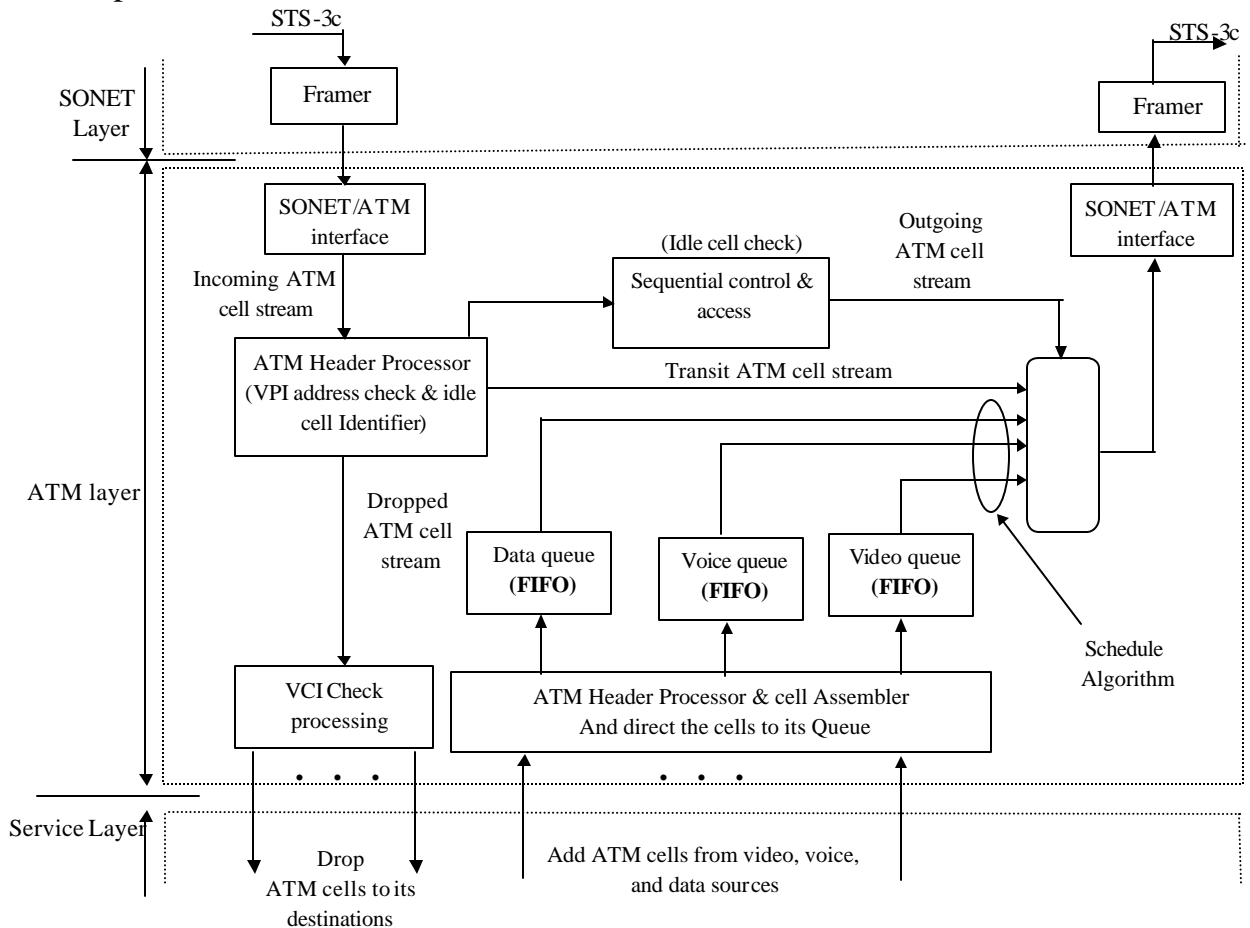 STS-3c
STS-3c
Framer
Framer
SONET
Layer
SONET/ATM
interface
SONET/ATM
interface
Outgoing
ATM cell
stream
(Idle cell check)
Sequential control &
access
Incoming ATM
cell stream
ATM Header Processor
(VPI address check & idle
cell Identifier)
Transit ATM cell stream
ATM layer
Dropped
ATM cell
stream
Data queue
(FIFO)
Voice queue
(FIFO)
Video queue
(FIFO)
Schedule
Algorithm
VCI Check
processing
ATM Header Processor & cell Assembler
And direct the cells to its Queue
. . .
. . .
Service Layer
Drop
ATM cells to its
destinations
Add ATM cells from video, voice,
and data sources